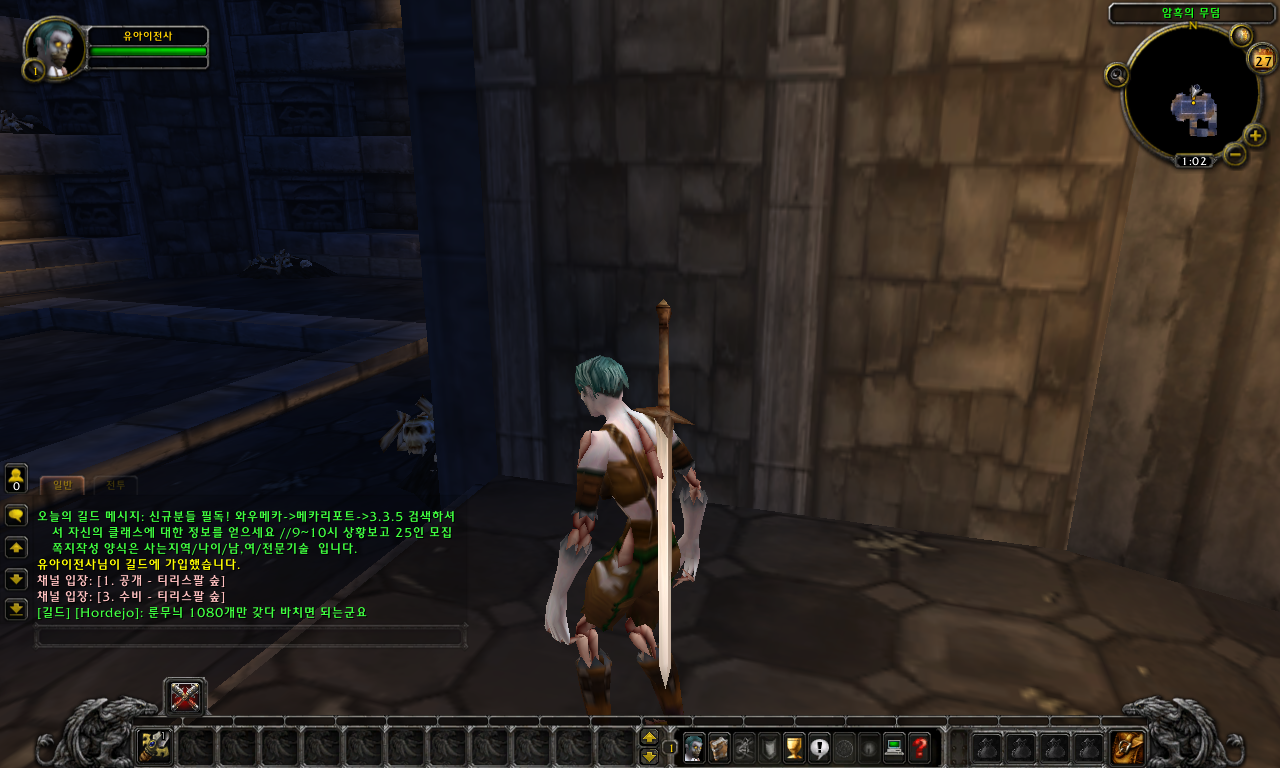 유아이전사
1
암흑의 무덤
N
27
1:02
0
일반
전투
오늘의 길드 메시지: 신규분들 필독! 와우메카->메카리포트->3.3.5 검색하셔
서 자신의 클래스에 대한 정보를 얻으세요 //9~10시 상황보고 25인 모집
쪽지작성 양식은 사는지역/나이/남,여/전문기술 입니다.
유아이전사님이 길드에 가입했습니다.
채널 입장: [1. 공개 - 티리스팔 숲]
채널 입장: [3. 수비 - 티리스팔 숲]
[길드] [Hordejo]: 룬무늬 1080개만 갖다 바치면 되는군요
1